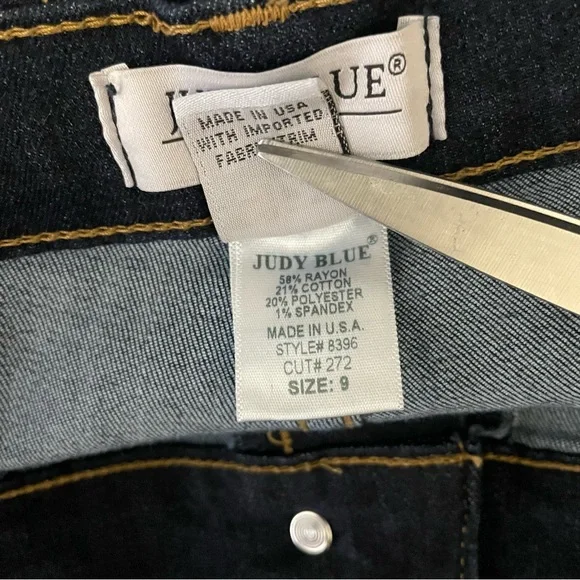 UE®
MADE IN USA
WITH IMPORTED
TRIM
JUDY BLUE®
58% RAYON
21% COTTON
20% POLYESTER
1% SPANDEX
MADE IN U.S.A.
STYLE# 8396
CUT# 272
SIZE: 9